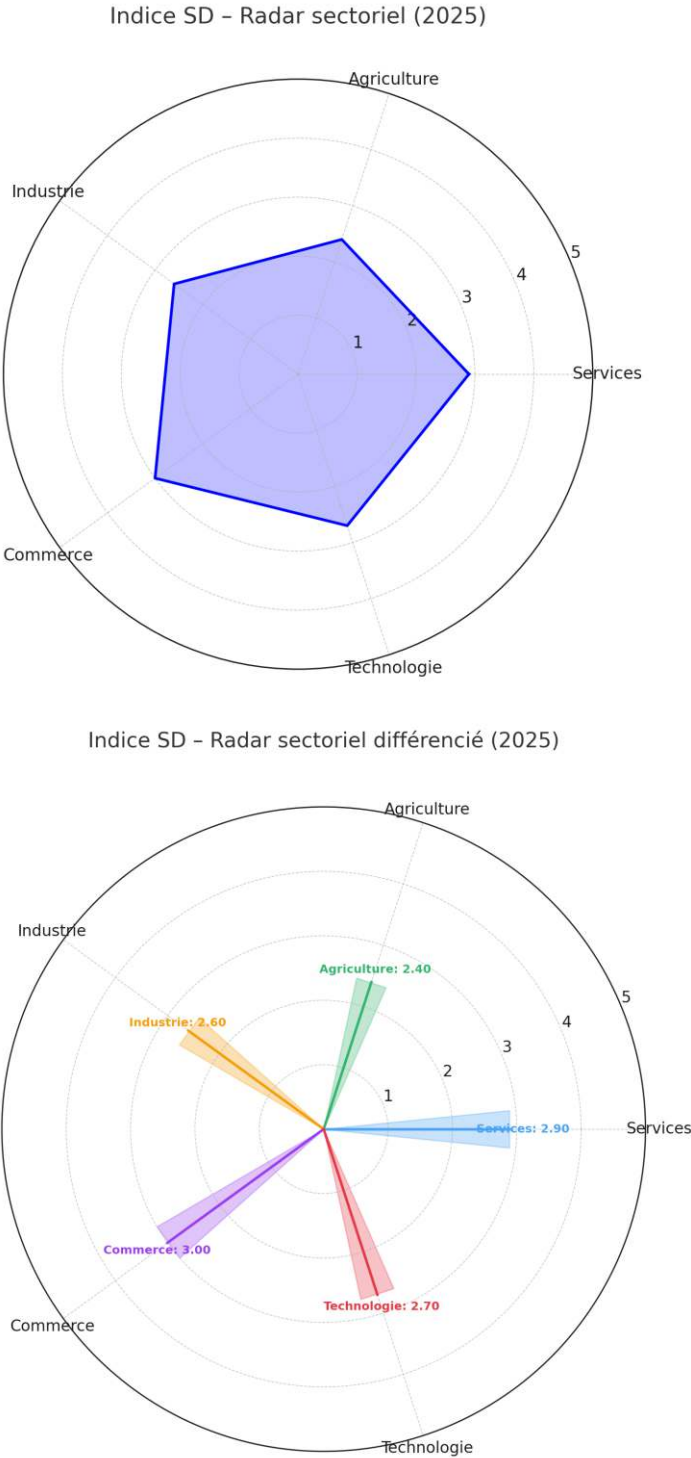 Indice SD – Radar sectoriel (2025)
Agriculture
Industrie
5
4
3
2
1
Services
Commerce
Technologie
Indice SD – Radar sectoriel différencié (2025)
Agriculture
Industrie
Agriculture: 2.40
5
Industrie: 2.60
4
3
2
1
Services: 2.90
Services
Commerce: 3.00
Technologie: 2.70
Commerce
Technologie